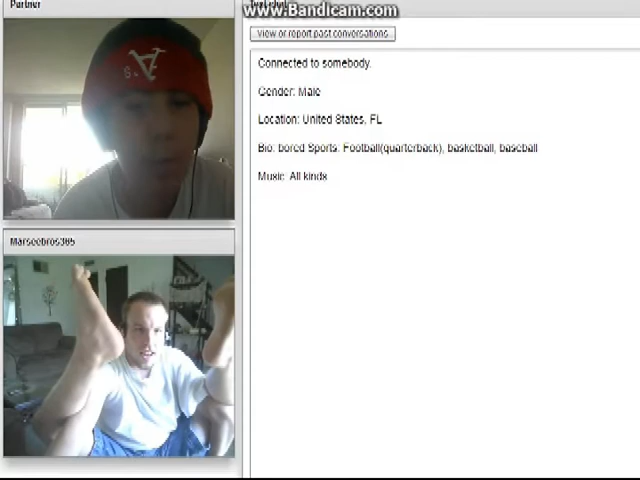 Partner
www.Bandicam.com
View or report past conversations
Connected to somebody.
Gender: Male
Location: United States, FL
Bio: bored Sports: Football(quarterback), basketball, baseball
Music: All kinds
A's
Marseebros365